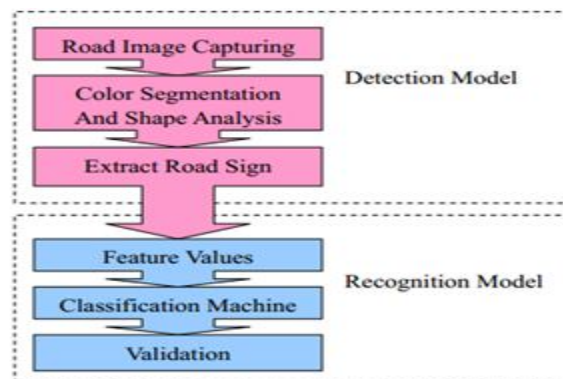 Road Image Capturing
Color Segmentation
And Shape Analysis
Extract Road Sign
Detection Model
Feature Values
Classification Machine
Validation
Recognition Model